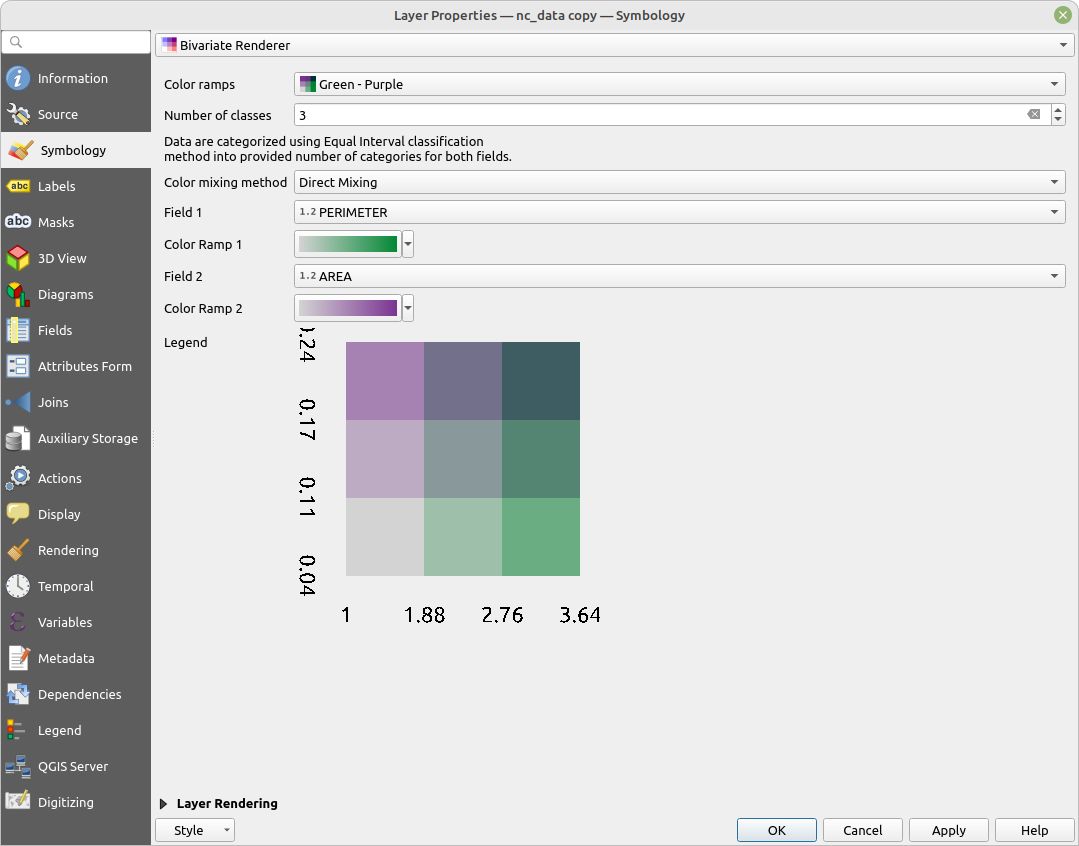 Layer Properties — nc_data copy — Symbology
Bivariate Renderer
Information
Source
Symbology
Labels
Masks
3D View
Diagrams
Fields
Attributes Form
Joins
Auxiliary Storage
Actions
Display
Rendering
Temporal
Variables
Metadata
Dependencies
Legend
QGIS Server
Digitizing
abc
abc
Color ramps
Green - Purple
Number of classes
3
Data are categorized using Equal Interval classification
method into provided number of categories for both fields.
Color mixing method
Direct Mixing
Field 1
1.2 PERIMETER
Color Ramp 1
Field 2
1.2 AREA
Color Ramp 2
Legend
0.24
0.17
0.11
0.04
1 1.88 2.76 3.64
Layer Rendering
Style
OK
Cancel
Apply
Help